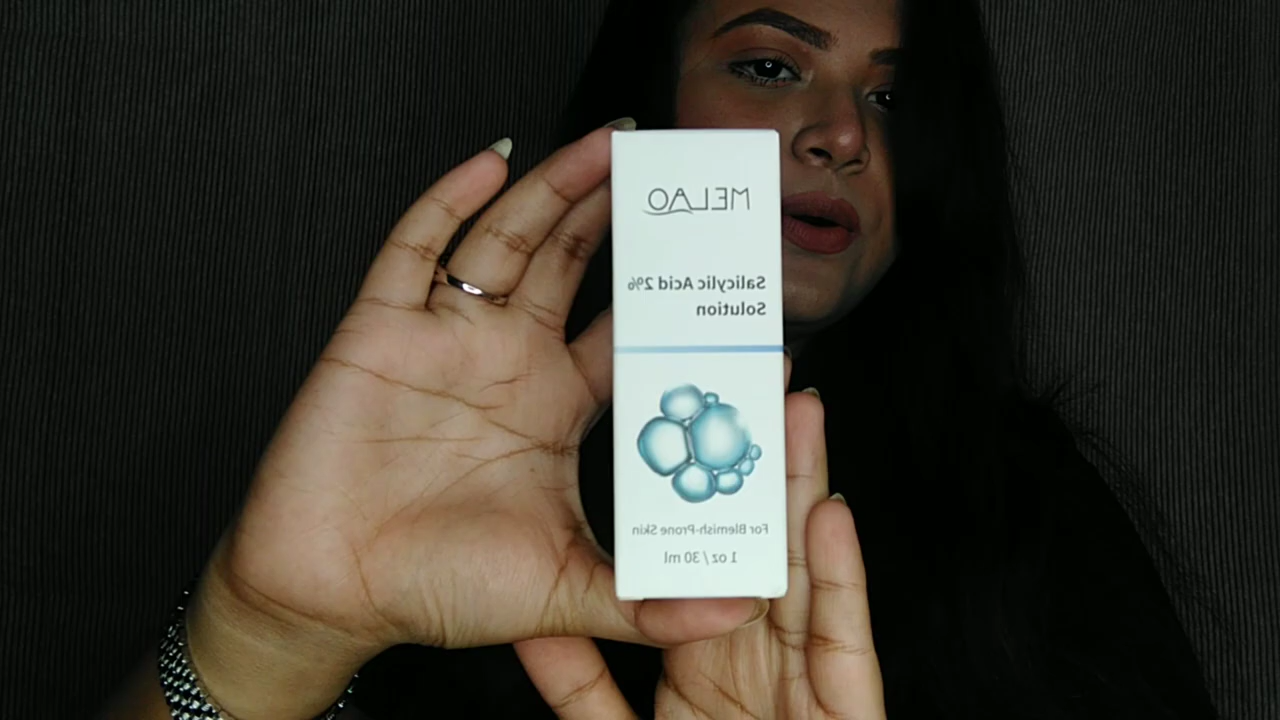 MELAO
Salicylic Acid 2%
Solution
For Blemish-Prone Skin
1 oz / 30 ml